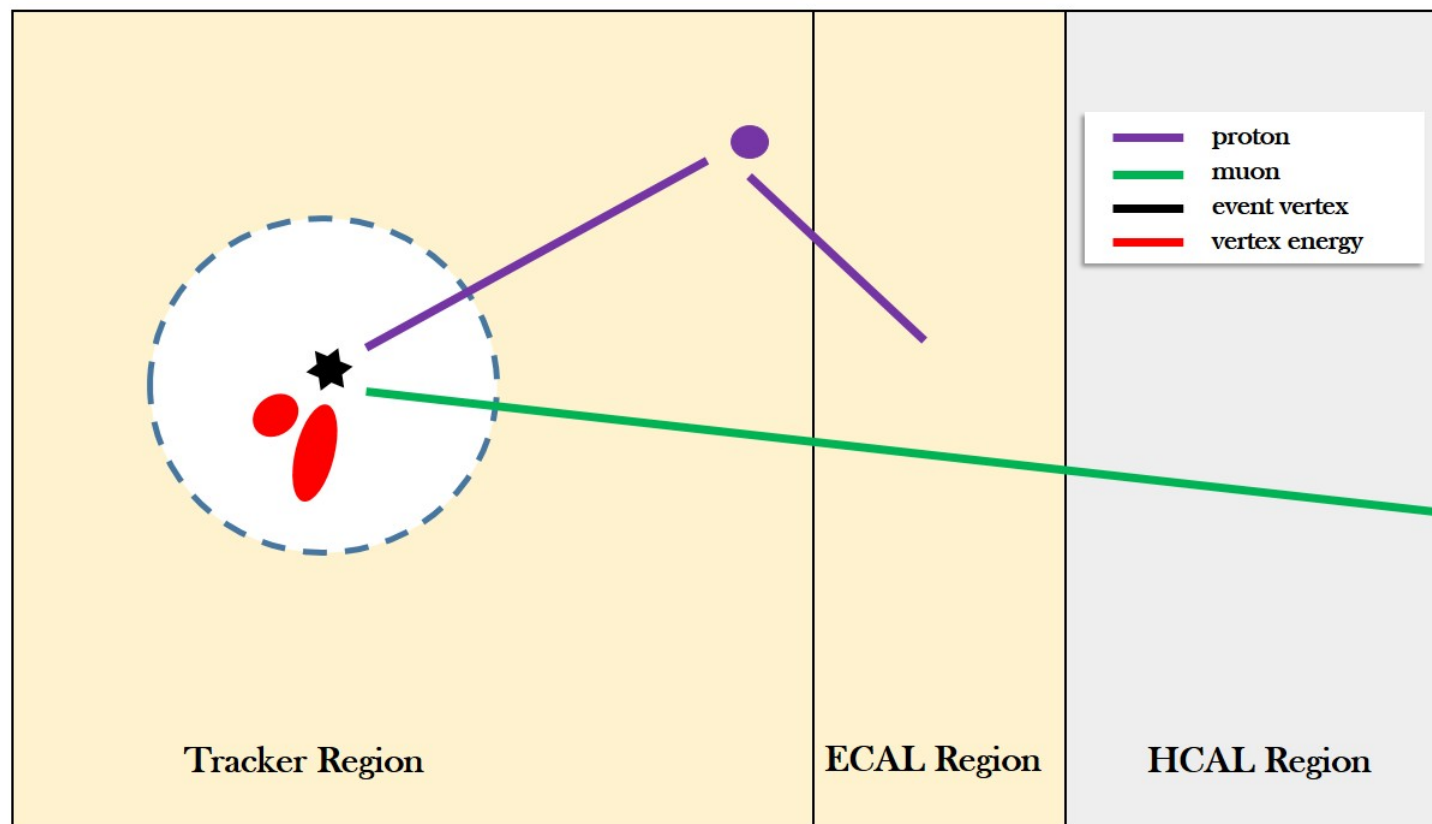 proton
muon
event vertex
vertex energy
Tracker Region
ECAL Region
HCAL Region